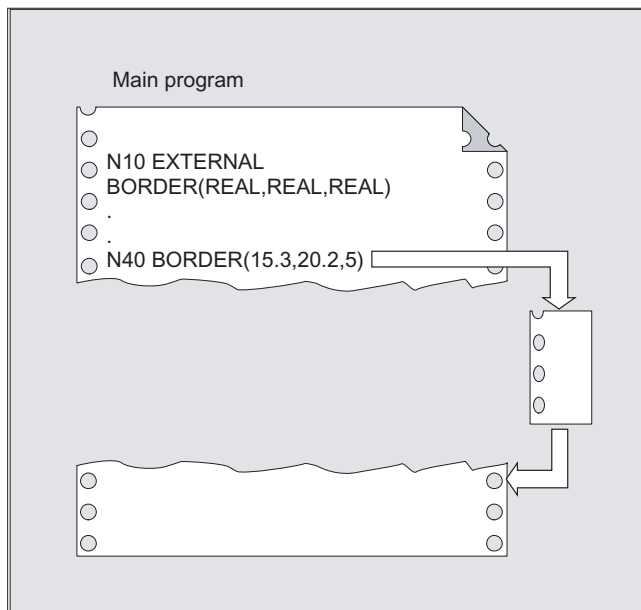 Main program
N10 EXTERNAL
BORDER(REAL,REAL,REAL)
.
.
N40 BORDER(15.3,20.2,5)